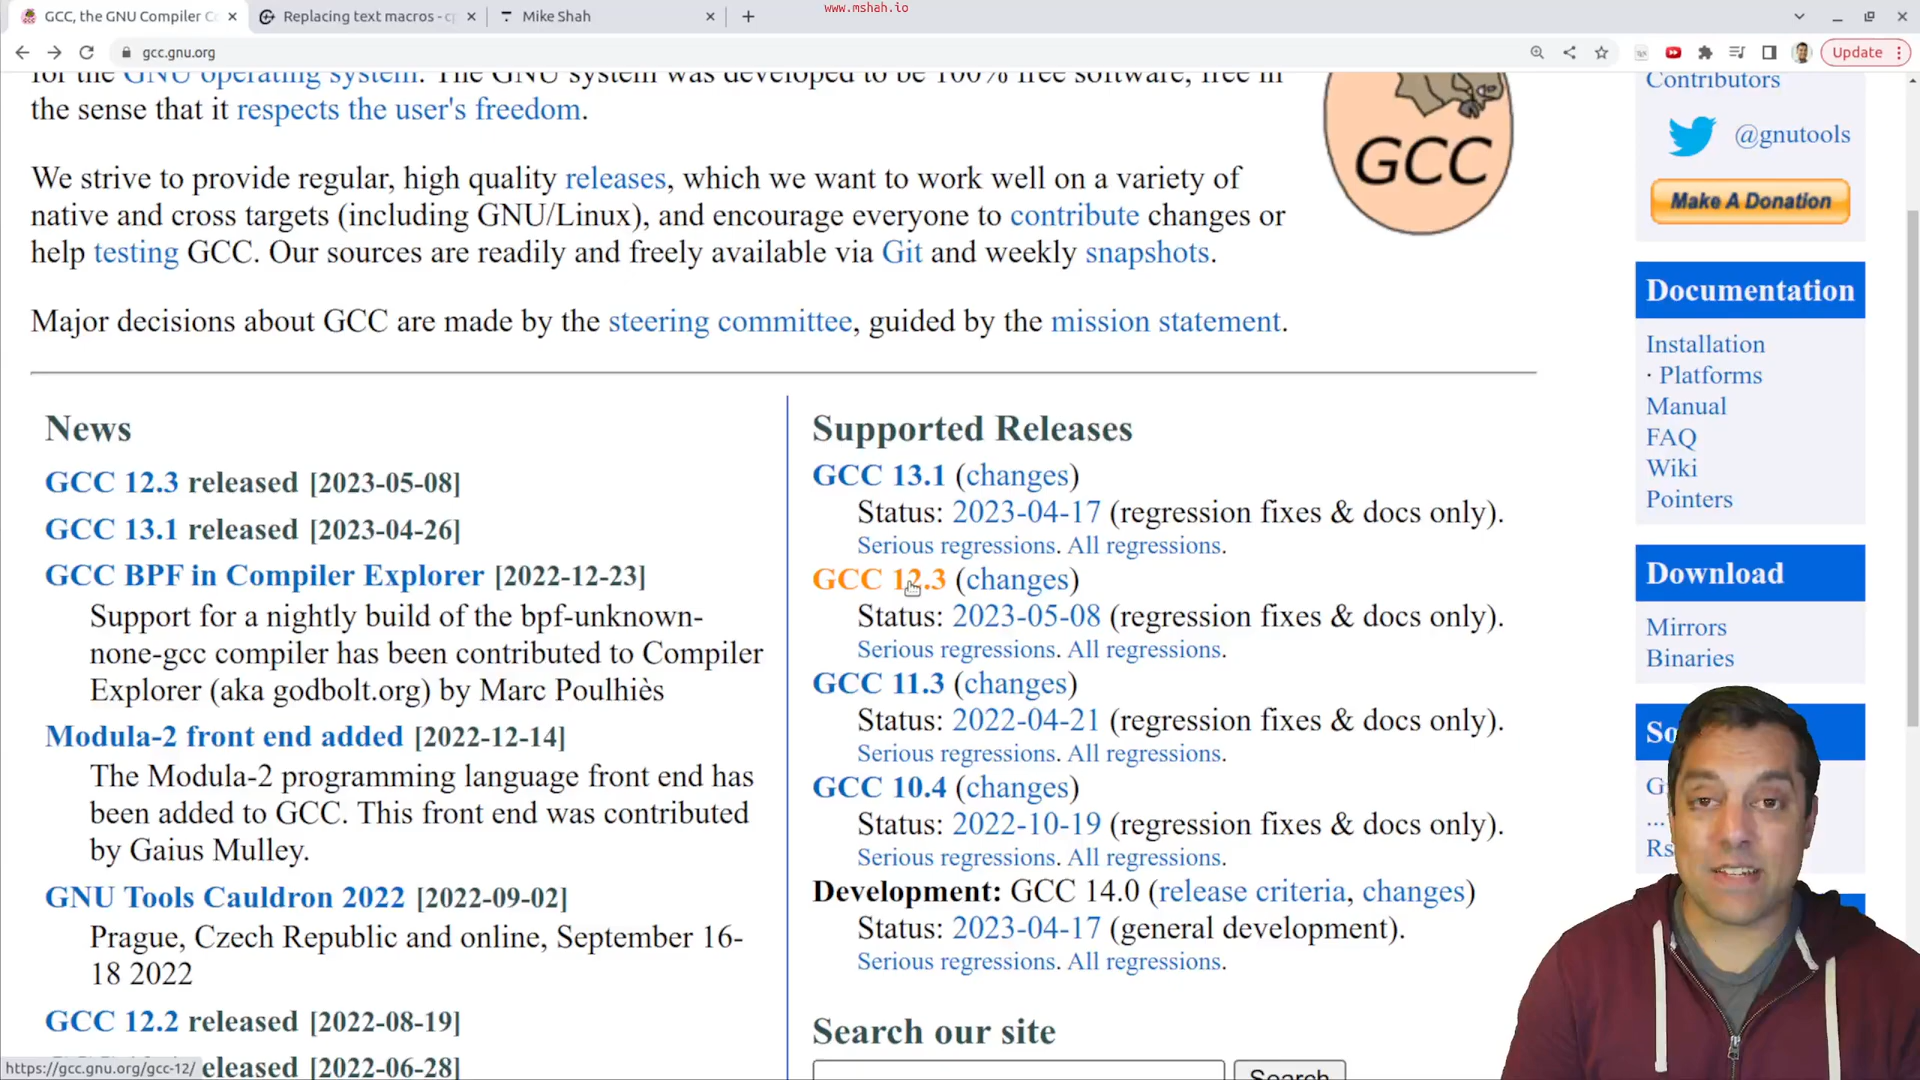 www.mshah.io
GCC, the GNU Compiler Co
Replacing text macros - cp
Mike Shah
gcc.gnu.org
Update
for the GNU operating system. The GNU system was developed to be 100% free software, free in
the sense that it respects the user's freedom.
We strive to provide regular, high quality releases, which we want to work well on a variety of
native and cross targets (including GNU/Linux), and encourage everyone to contribute changes or
help testing GCC. Our sources are readily and freely available via Git and weekly snapshots.
Major decisions about GCC are made by the steering committee, guided by the mission statement.
GCC
News
GCC 12.3 released [2023-05-08]
GCC 13.1 released [2023-04-26]
GCC BPF in Compiler Explorer [2022-12-23]
Support for a nightly build of the bpf-unknown-
none-gcc compiler has been contributed to Compiler
Explorer (aka godbolt.org) by Marc Poulhiès
Modula-2 front end added [2022-12-14]
The Modula-2 programming language front end has
been added to GCC. This front end was contributed
by Gaius Mulley.
GNU Tools Cauldron 2022 [2022-09-02]
Prague, Czech Republic and online, September 16-
18 2022
GCC 12.2 released [2022-08-19]
released [2022-06-28]
https://gcc.gnu.org/gcc-12/
Supported Releases
GCC 13.1 (changes)
Status: 2023-04-17 (regression fixes & docs only).
Serious regressions. All regressions.
GCC 12.3 (changes)
Status: 2023-05-08 (regression fixes & docs only).
Serious regressions. All regressions.
GCC 11.3 (changes)
Status: 2022-04-21 (regression fixes & docs only).
Serious regressions. All regressions.
GCC 10.4 (changes)
Status: 2022-10-19 (regression fixes & docs only).
Serious regressions. All regressions.
Development: GCC 14.0 (release criteria, changes)
Status: 2023-04-17 (general development).
Serious regressions. All regressions.
Search our site
Search
Contributors
@gnutools
Make A Donation
Documentation
Installation
· Platforms
Manual
FAQ
Wiki
Pointers
Download
Mirrors
Binaries
So
G
...
Rs